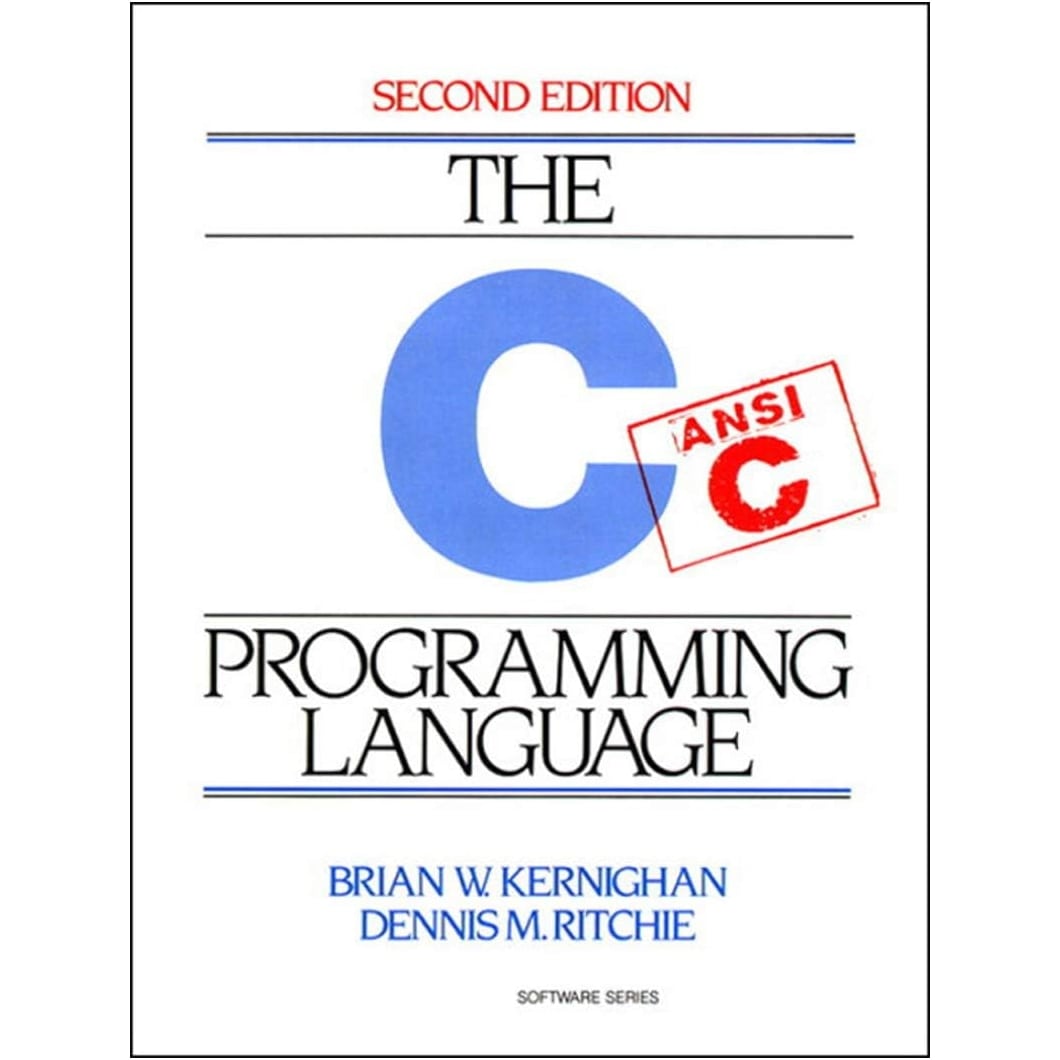 SECOND EDITION
THE
C
ANSI
C
PROGRAMMING
LANGUAGE
BRIAN W. KERNIGHAN
DENNIS M. RITCHIE
SOFTWARE SERIES